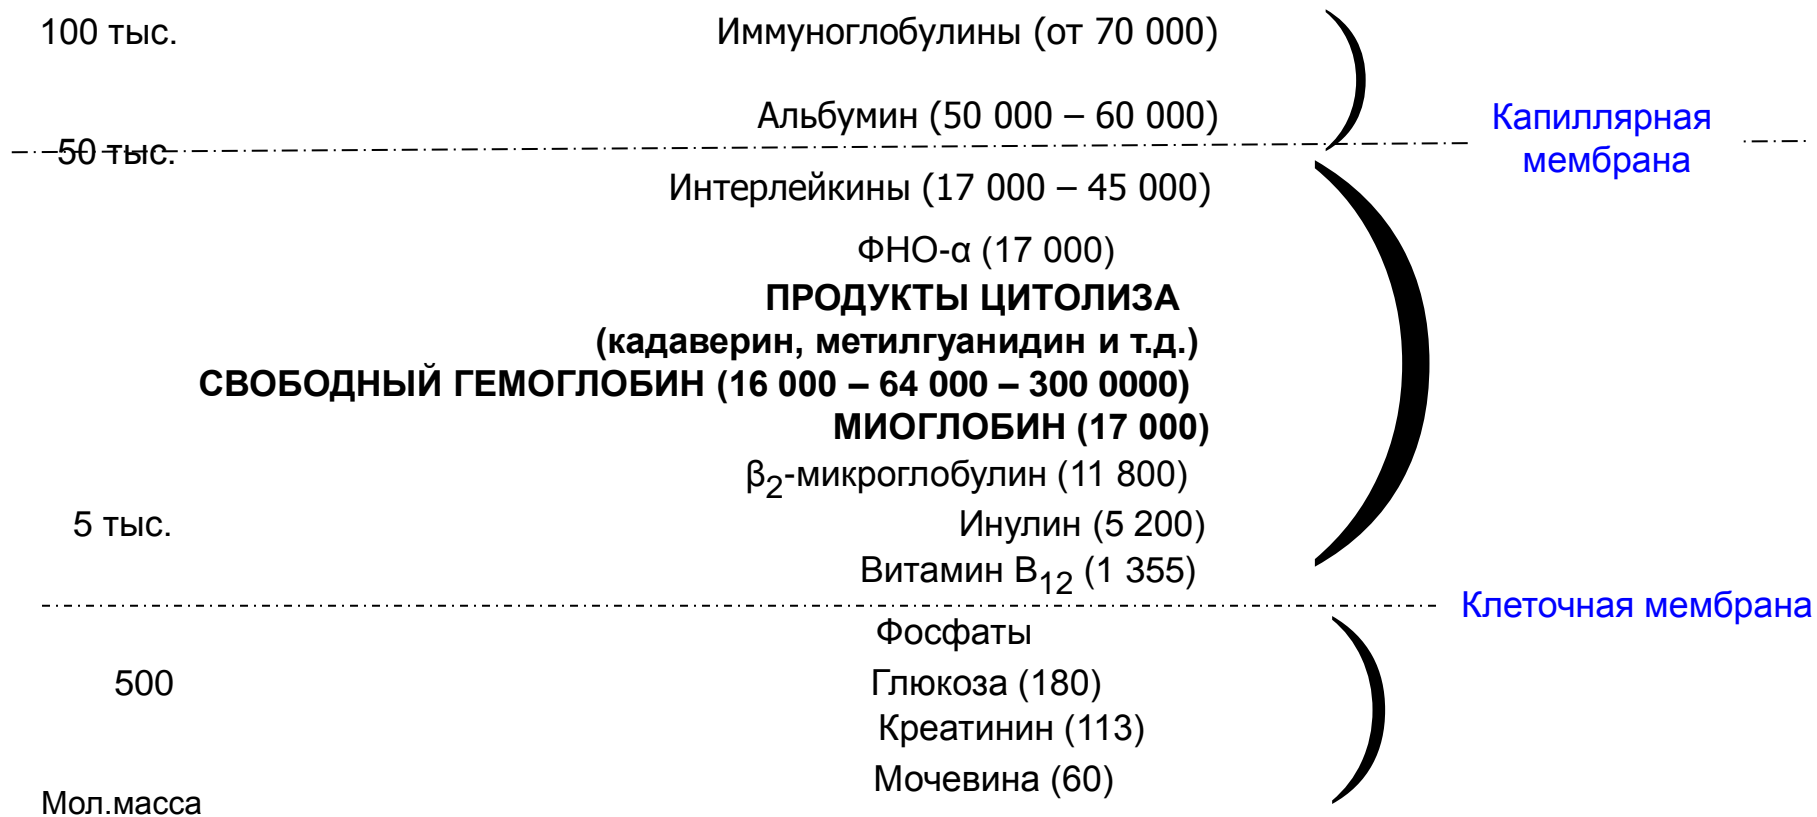 100 тыс.
Иммуноглобулины (от 70 000)
Альбумин (50 000 – 60 000)
Капиллярная
мембрана
50 тыс.
Интерлейкины (17 000 – 45 000)
ФНО-α (17 000)
ПРОДУКТЫ ЦИТОЛИЗА
(кадаверин, метилгуанидин и т.д.)
СВОБОДНЫЙ ГЕМОГЛОБИН (16 000 – 64 000 – 300 0000)
МИОГЛОБИН (17 000)
β2-микроглобулин (11 800)
5 тыс.
Инулин (5 200)
Витамин В12 (1 355)
Клеточная мембрана
Фосфаты
500
Глюкоза (180)
Креатинин (113)
Мочевина (60)
Мол.масса